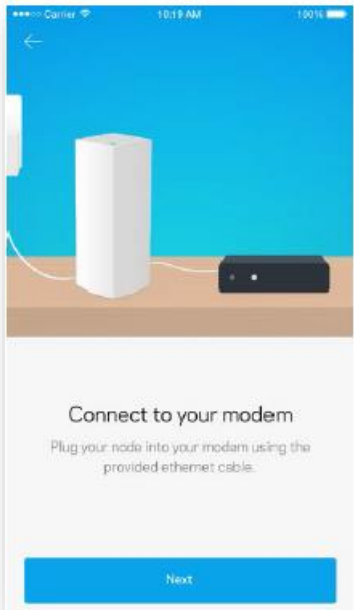 Carrier 10:19 AM 100%
Connect to your modem
Plug your node into your modem using the
provided ethernet cable.
Next